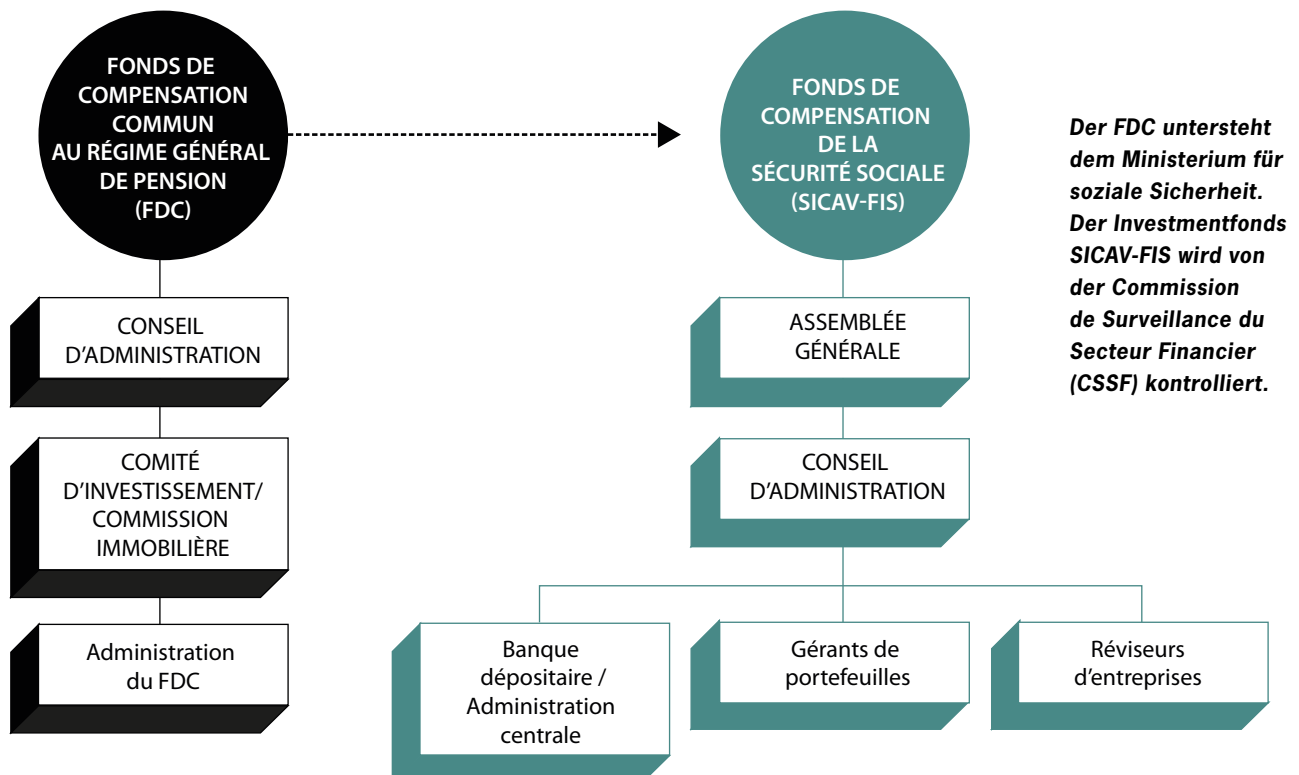 FONDS DE
COMPENSATION
COMMUN
AU RÉGIME GÉNÉRAL
DE PENSION
(FDC)
CONSEIL
D'ADMINISTRATION
COMITÉ
D'INVESTISSEMENT/
COMMISSION
IMMOBILIÈRE
Administration
du FDC
FONDS DE
COMPENSATION
DE LA
SÉCURITÉ SOCIALE
(SICAV-FIS)
ASSEMBLÉE
GÉNÉRALE
CONSEIL
D'ADMINISTRATION
Banque
dépositaire /
Administration
centrale
Gérants de
portefeuilles
Réviseurs
d'entreprises
Der FDC untersteht
dem Ministerium für
soziale Sicherheit.
Der Investmentfonds
SICAV-FIS wird von
der Commission
de Surveillance du
Secteur Financier
(CSSF) kontrolliert.